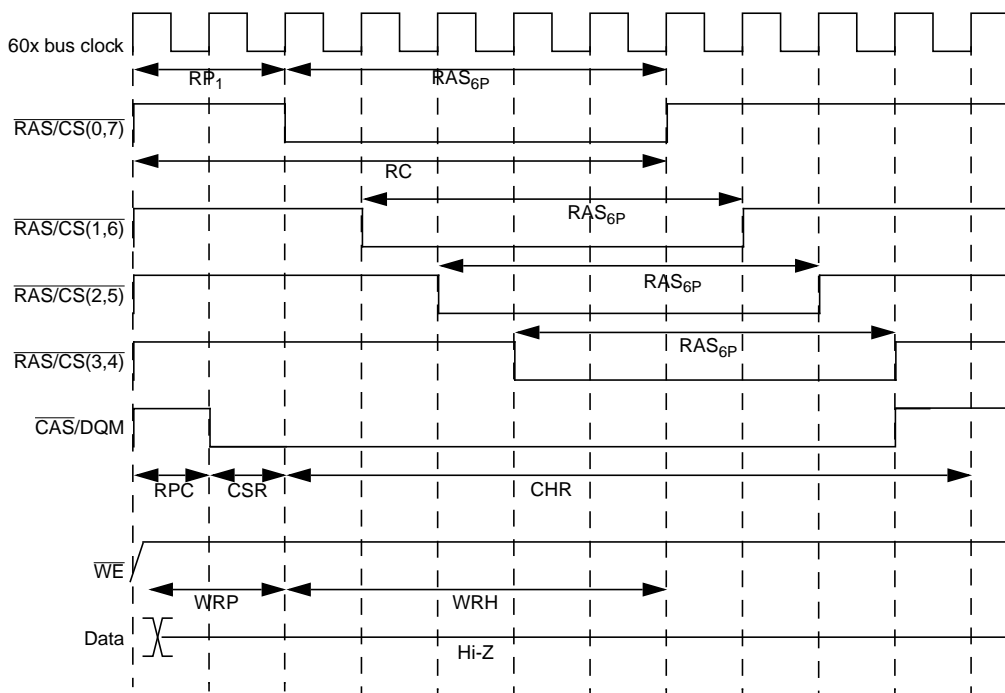 60x bus clock
RP1
RAS6P
RAS/CS(0,7)
RC
RAS6P
RAS/CS(1,6)
RAS6P
RAS/CS(2,5)
RAS6P
RAS/CS(3,4)
CAS/DQM
RPC
CSR
CHR
WE
WRP
WRH
Data
Hi-Z